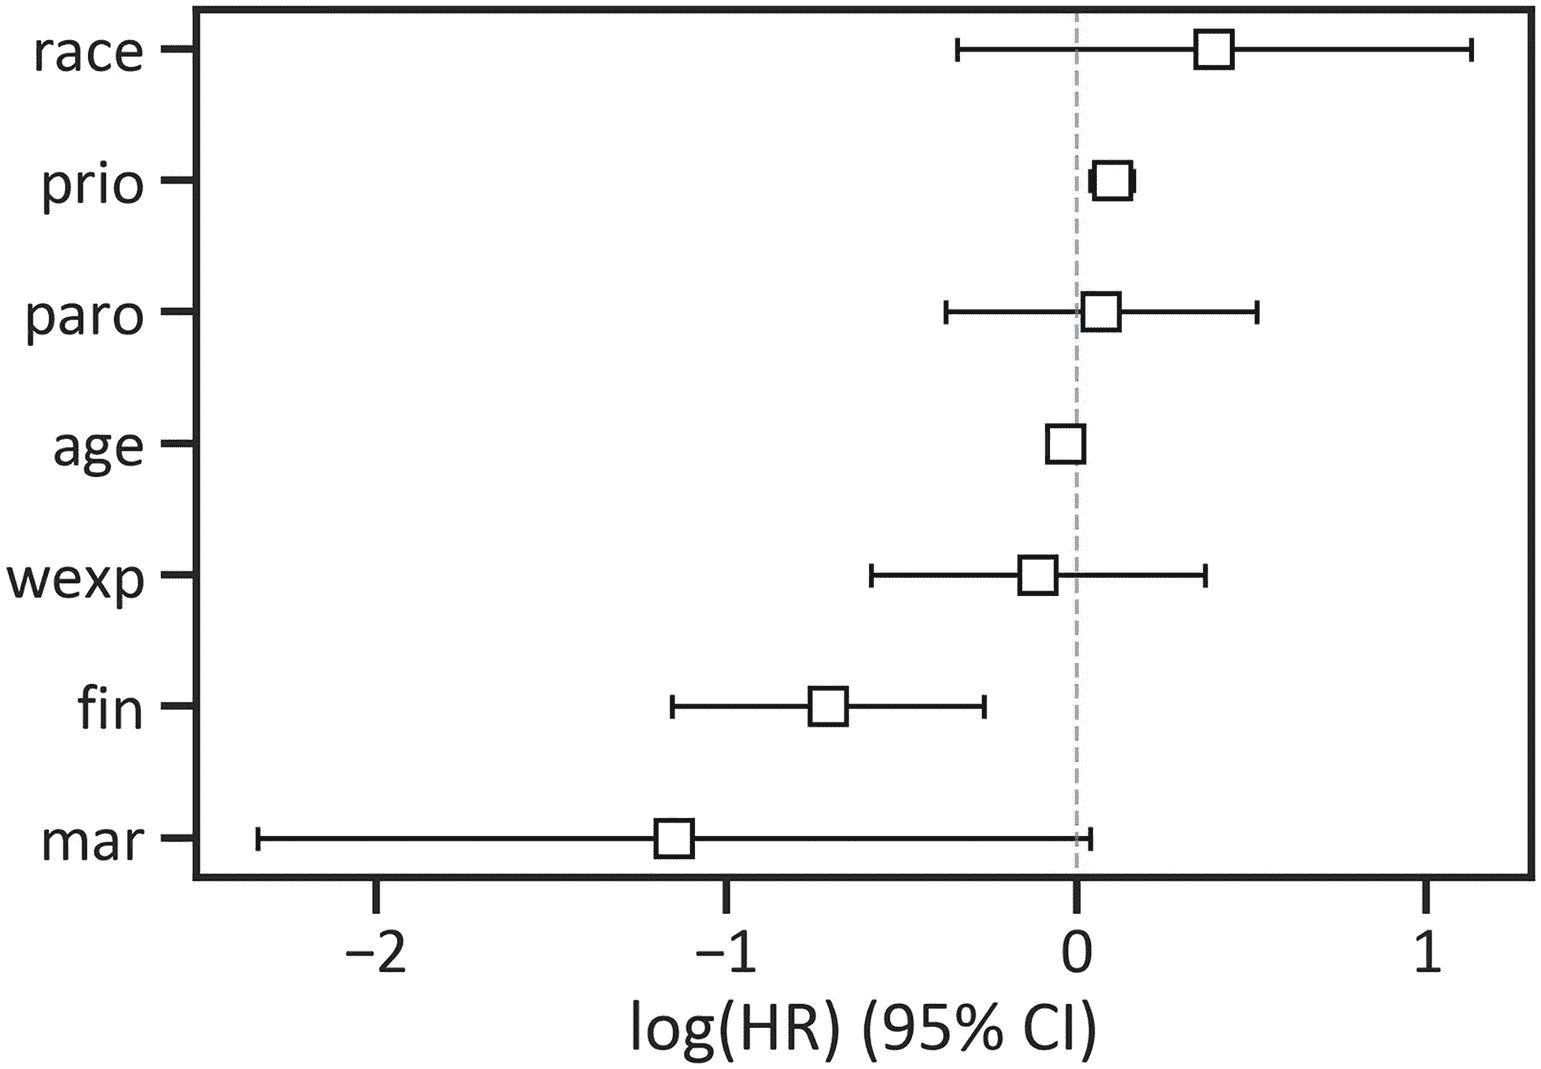 race
prio
paro
age
wexp
fin
mar
−2 −1 0 1
log(HR) (95% CI)